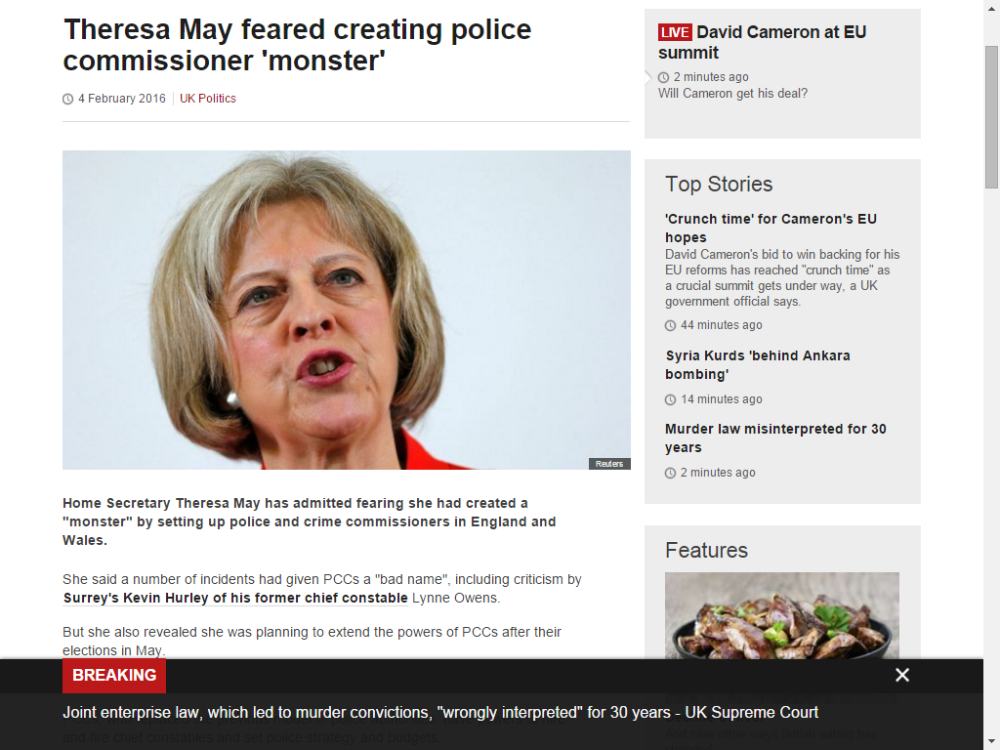 Theresa May feared creating police
commissioner 'monster'
4 February 2016
UK Politics
Reuters
Home Secretary Theresa May has admitted fearing she had created a
"monster" by setting up police and crime commissioners in England and
Wales.
She said a number of incidents had given PCCs a "bad name", including criticism by
Surrey's Kevin Hurley of his former chief constable Lynne Owens.
But she also revealed she was planning to extend the powers of PCCs after their
elections in May.
LIVE David Cameron at EU
summit
2 minutes ago
Will Cameron get his deal?
Top Stories
'Crunch time' for Cameron's EU
hopes
David Cameron's bid to win backing for his
EU reforms has reached "crunch time" as
a crucial summit gets under way, a UK
government official says.
44 minutes ago
Syria Kurds 'behind Ankara
bombing'
14 minutes ago
Murder law misinterpreted for 30
years
2 minutes ago
Features
BREAKING
Joint enterprise law, which led to murder convictions, "wrongly interpreted" for 30 years - UK Supreme Court
and fire chief constables and set police strategy and budgets.